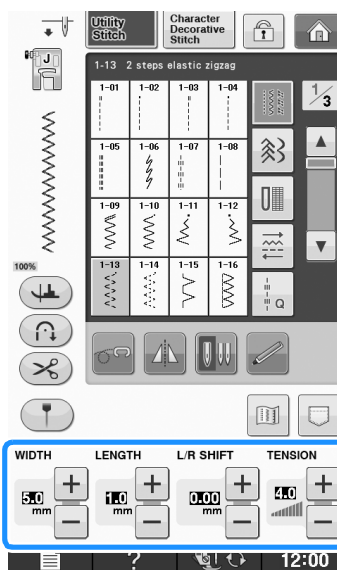 Utility Stitch
Character Decorative Stitch
J
1-13 2 steps elastic zigzag
1/3
1-01 1-02 1-03 1-04
1-05 1-06 1-07 1-08
1-09 1-10 1-11 1-12
1-13 1-14 1-15 1-16
Q
100%
WIDTH LENGTH L/R SHIFT TENSION
5.0 mm 1.0 mm 0.00 mm 4.0
? 12:00